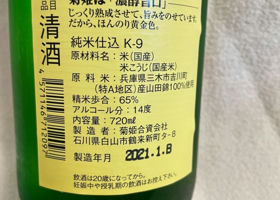 菊姫は「濃醇旨口」
じっくり熟成させて、旨みをのせています。
だから、ほんのり黄金色。
品目
清酒
純米仕込 K-9
原材料名：米(国産)
米こうじ(国産米)
原料米：兵庫県三木市吉川町
(特A地区)産山田錦100%使用
精米歩合：65%
アルコール分：14度
内容量：720㎖
製造者：菊姫合資会社
石川県白山市鶴来新町タ-8
製造年月 2021.1.8
飲酒は20歳になってから。
妊娠中や授乳期の飲酒はお控え下さい。